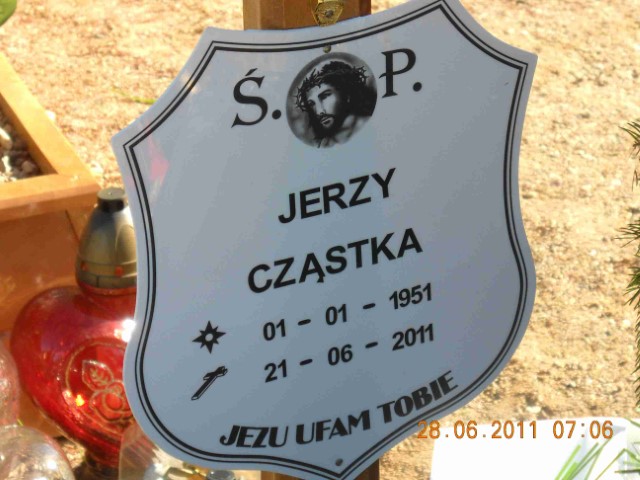 Ś. P.
JERZY
CZĄSTKA
01 - 01 - 1951
21 - 06 - 2011
JEZU UFAM TOBIE
28.06.2011 07:06